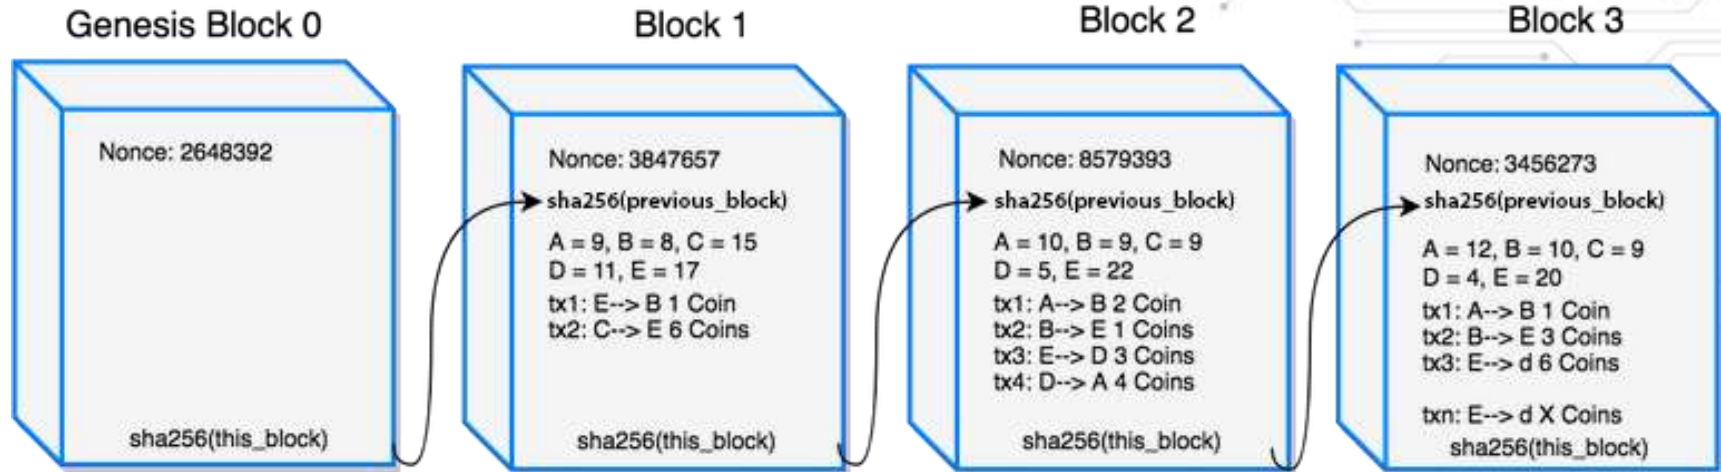 Genesis Block 0
Nonce: 2648392
sha256(this_block)
Block 1
Nonce: 3847657
sha256(previous_block)
A = 9, B = 8, C = 15
D = 11, E = 17
tx1: E--> B 1 Coin
tx2: C--> E 6 Coins
sha256(this_block)
Block 2
Nonce: 8579393
sha256(previous_block)
A = 10, B = 9, C = 9
D = 5, E = 22
tx1: A--> B 2 Coin
tx2: B--> E 1 Coins
tx3: E--> D 3 Coins
tx4: D--> A 4 Coins
sha256(this_block)
Block 3
Nonce: 3456273
sha256(previous_block)
A = 12, B = 10, C = 9
D = 4, E = 20
tx1: A--> B 1 Coin
tx2: B--> E 3 Coins
tx3: E--> d 6 Coins
txn: E--> d X Coins
sha256(this_block)